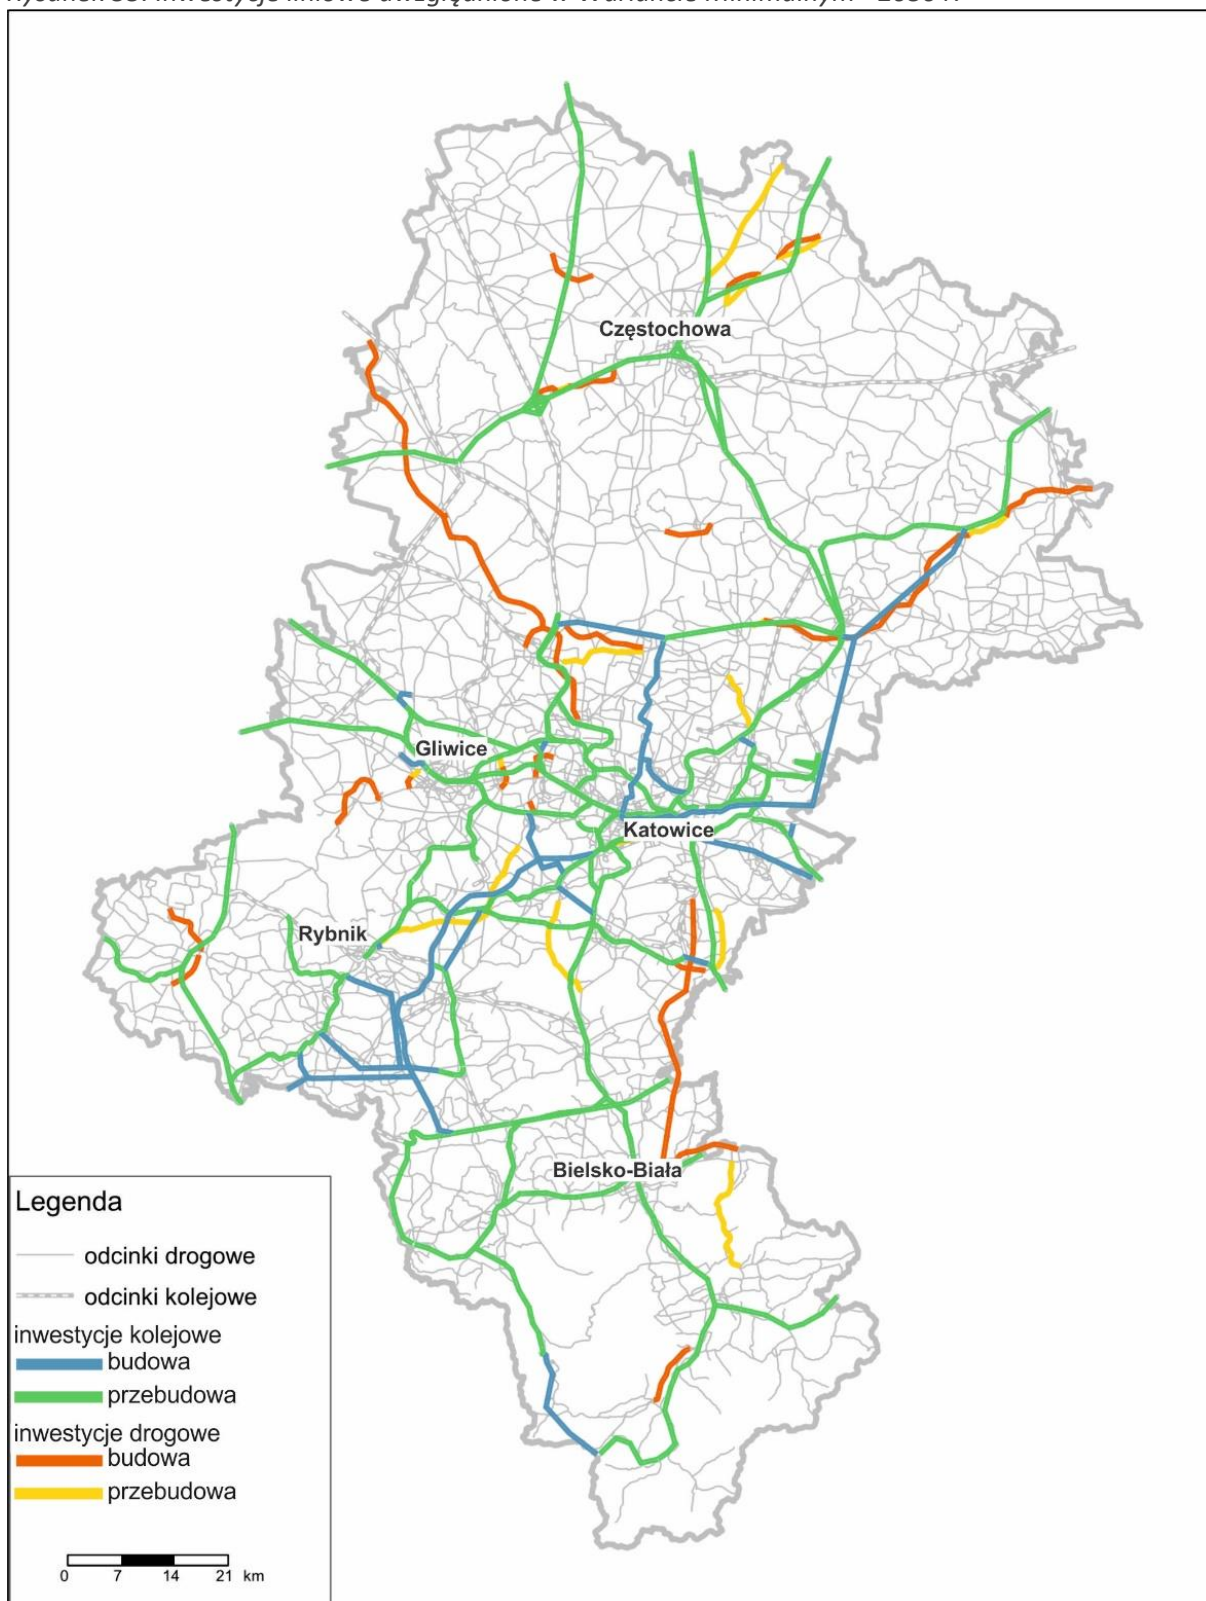 Częstochowa
Gliwice
Katowice
Rybnik
Bielsko-Biała
Legenda
odcinki drogowe
odcinki kolejowe
inwestycje kolejowe
budowa
przebudowa
inwestycje drogowe
budowa
przebudowa
0 7 14 21 km